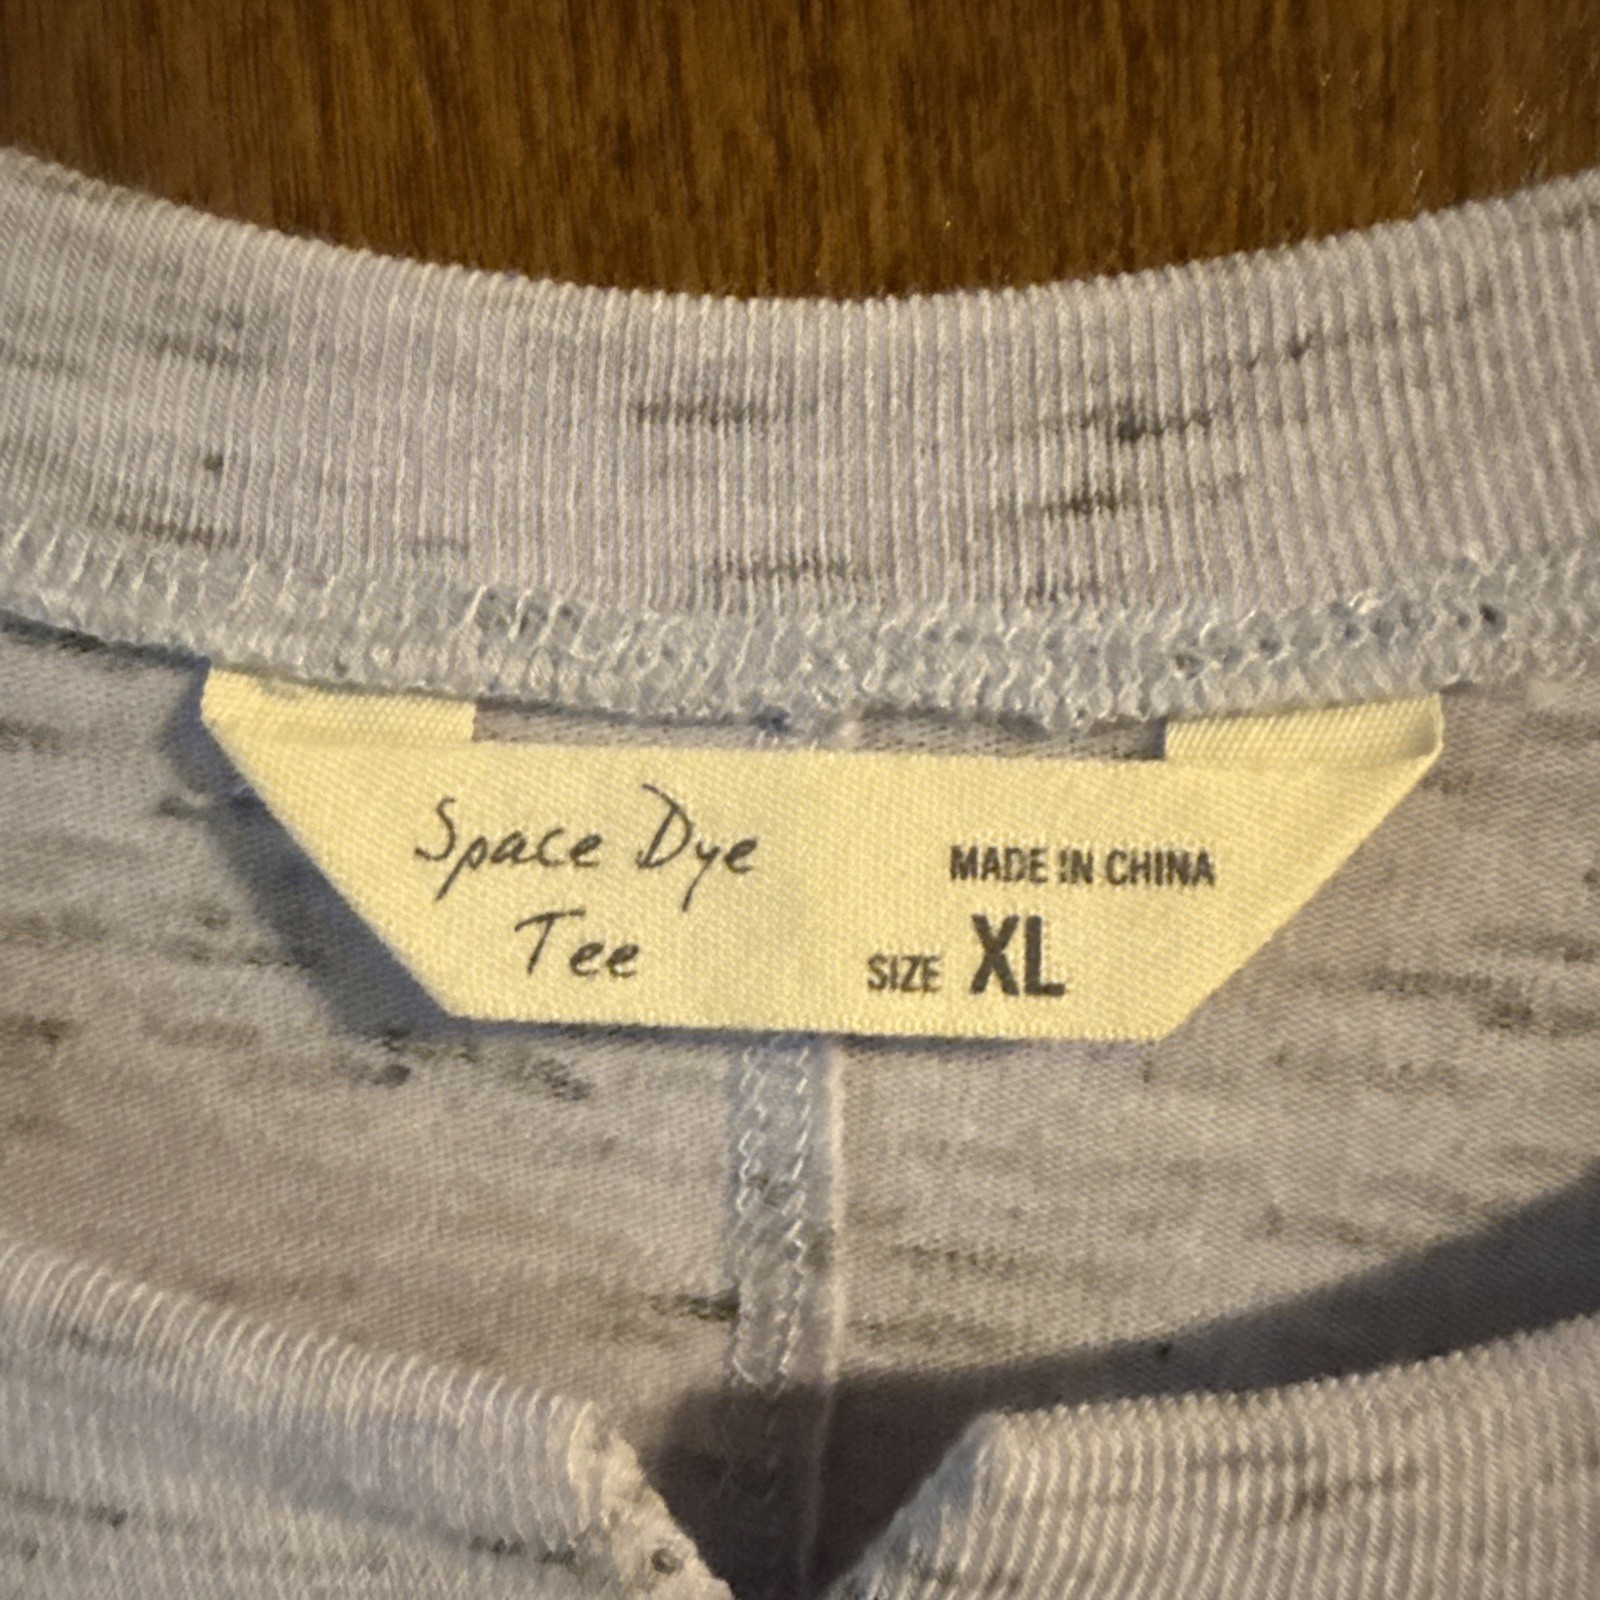 Space Dye
Tee
MADE IN CHINA
SIZE XL